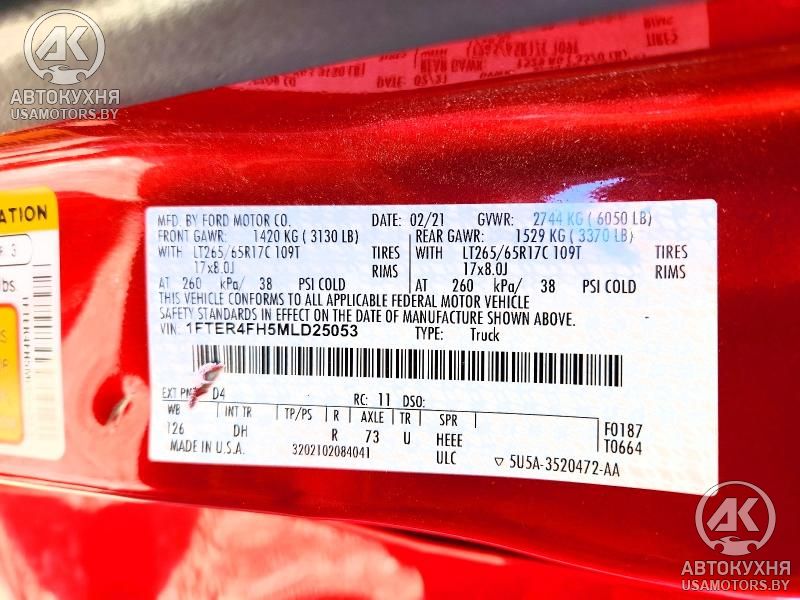 АВТОКУХНЯ
USAMOTORS.BY
ATION
MFD. BY FORD MOTOR CO. DATE: 02/21 GVWR: 2744 KG ( 6050 LB)
FRONT GAWR: 1420 KG ( 3130 LB) REAR GAWR: 1529 KG ( 3370 LB)
WITH LT265/65R17C 109T TIRES WITH LT265/65R17C 109T TIRES
17x8.0J RIMS 17x8.0J RIMS
AT 260 kPa/ 38 PSI COLD AT 260 kPa/ 38 PSI COLD
THIS VEHICLE CONFORMS TO ALL APPLICABLE FEDERAL MOTOR VEHICLE
SAFETY STANDARDS IN EFFECT ON THE DATE OF MANUFACTURE SHOWN ABOVE.
VIN: 1FTER4FH5MLD25053 TYPE: Truck
EXT PNT: D4 RC: 11 DSO:
WB INT TR TP/PS R AXLE TR SPR F0187
126 DH R 73 U HEEE T0664
MADE IN U.S.A. 3202102084041 ULC ▽ 5U5A-3520472-AA
АК
АВТОКУХНЯ
USAMOTORS.BY